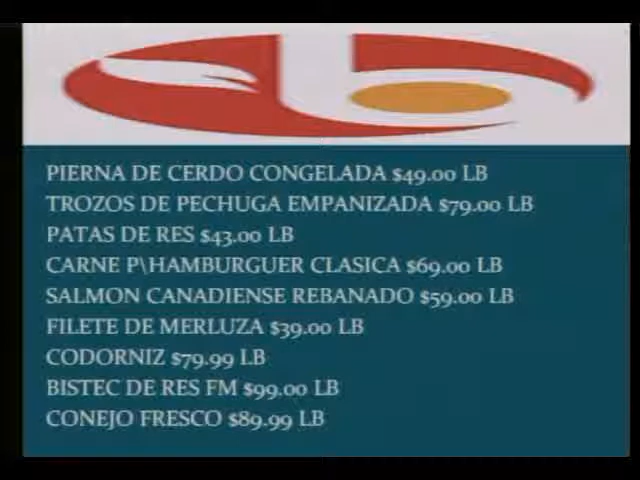 PIERNA DE CERDO CONGELADA $49.00 LB
TROZOS DE PECHUGA EMPANIZADA $79.00 LB
PATAS DE RES $43.00 LB
CARNE P\HAMBURGUER CLASICA $69.00 LB
SALMON CANADIENSE REBANADO $59.00 LB
FILETE DE MERLUZA $39.00 LB
CODORNIZ $79.99 LB
BISTEC DE RES FM $99.00 LB
CONEJO FRESCO $89.99 LB